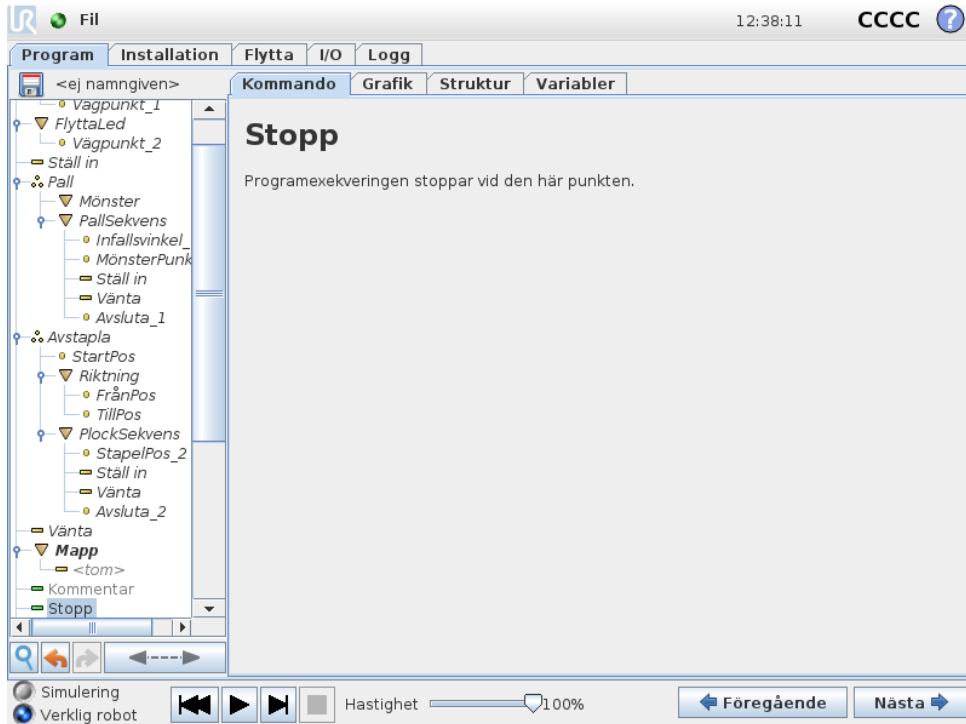 UR Fil 12:38:11 CCCC ?
Program Installation Flytta I/O Logg
<ej namngiven> Kommando Grafik Struktur Variabler
Vägpunkt_1
FlyttaLed
Vägpunkt_2
Ställ in
Pall
Mönster
PallSekvens
Infallsvinkel_
MönsterPunk
Ställ in
Vänta
Avsluta_1
Avstapla
StartPos
Riktning
FrånPos
TillPos
PlockSekvens
StapelPos_2
Ställ in
Vänta
Avsluta_2
Vänta
Mapp
<tom>
Kommentar
Stopp
Stopp
Programexekveringen stoppar vid den här punkten.
Simulering
Verklig robot
Hastighet 100% Föregående Nästa